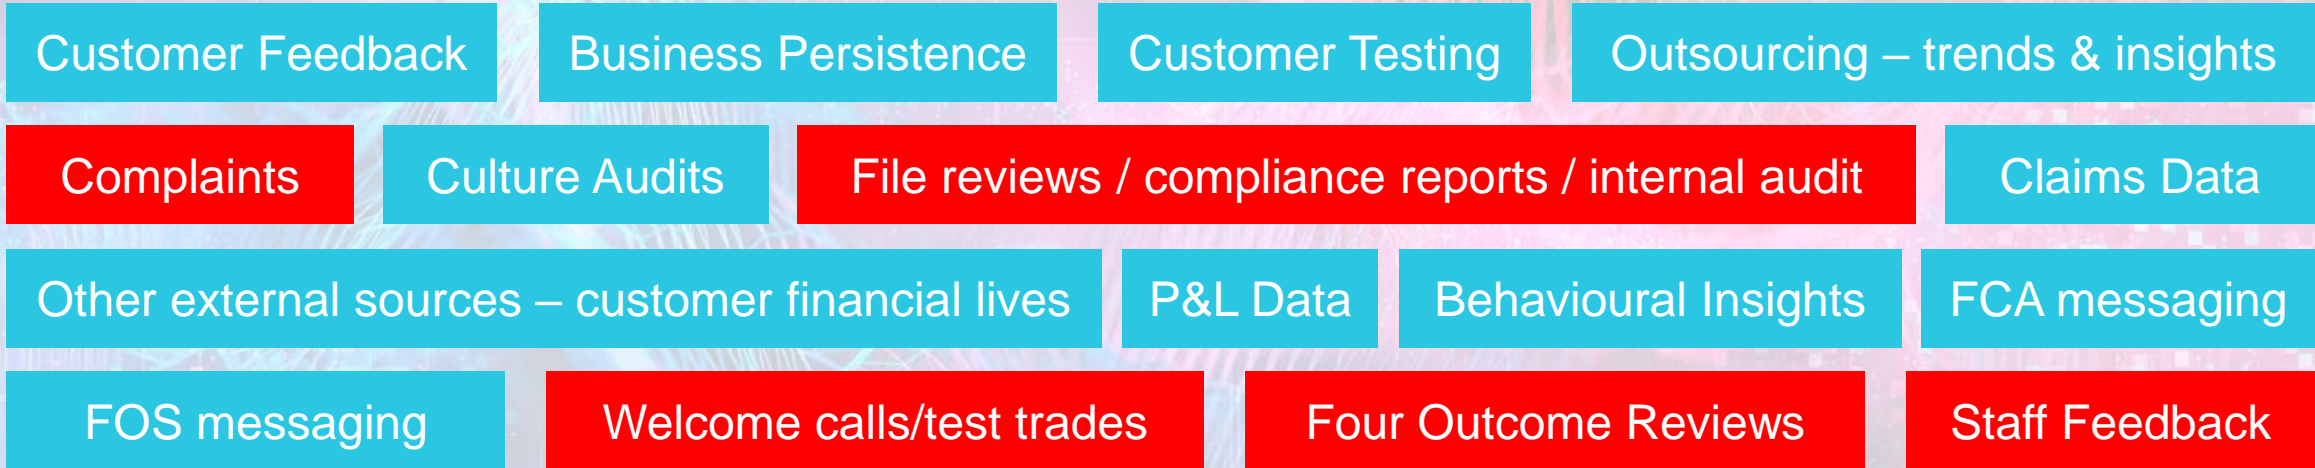 Customer Feedback
Business Persistence
Customer Testing
Outsourcing – trends & insights
Complaints
Culture Audits
File reviews / compliance reports / internal audit
Claims Data
Other external sources – customer financial lives
P&L Data
Behavioural Insights
FCA messaging
FOS messaging
Welcome calls/test trades
Four Outcome Reviews
Staff Feedback